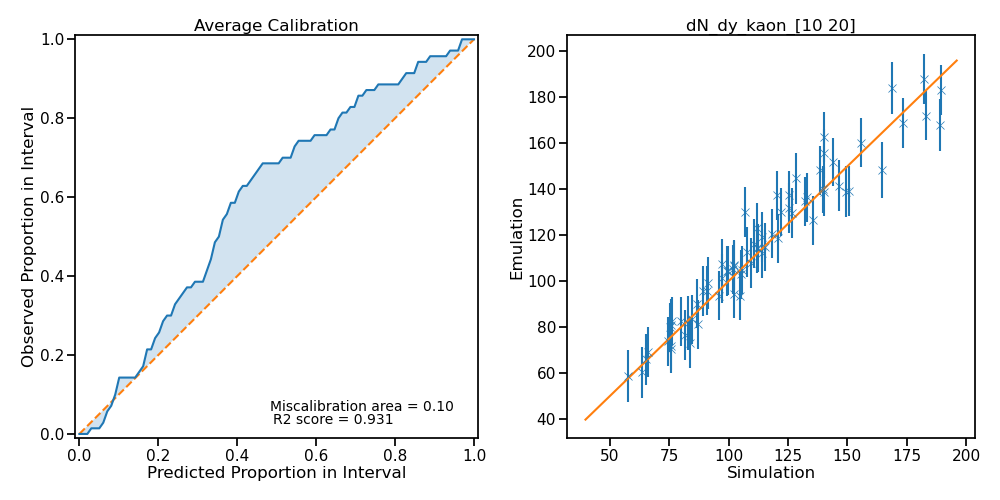 Average Calibration
1.0
0.8
0.6
0.4
0.2
0.0
0.0 0.2 0.4 0.6 0.8 1.0
Observed Proportion in Interval
Predicted Proportion in Interval
Miscalibration area = 0.10
R2 score = 0.931
dN_dy_kaon_[10 20]
200
180
160
140
120
100
80
60
40
50 75 100 125 150 175 200
Emulation
Simulation